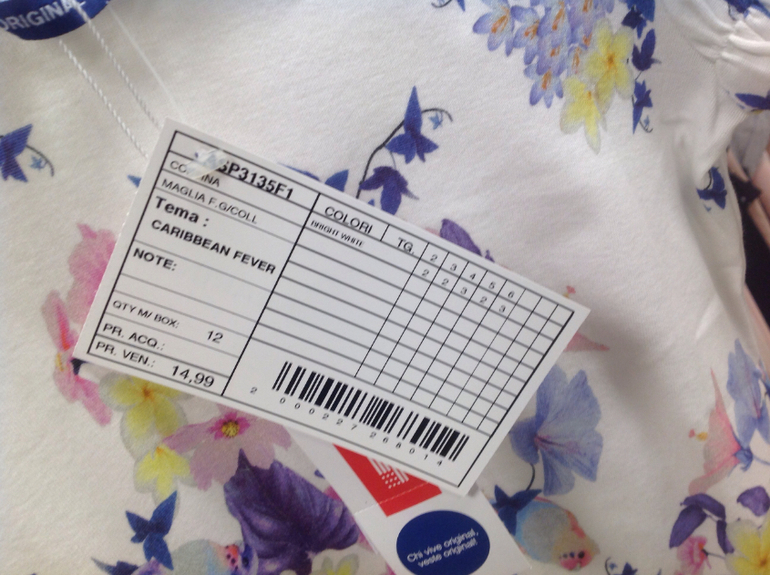 ORIGINA
SP3135F1
MAGLIA F.G/COLL
Tema :
CARIBBEAN FEVER
NOTE:
QTY M/ BOX: 12
PR. ACQ.:
PR. VEN.: 14,99
COLORI TG. 2 3 4 5 6
BRIGHT WHITE 2 2 3 2 3
2 000227 268014
Chi vive original,
veste original!